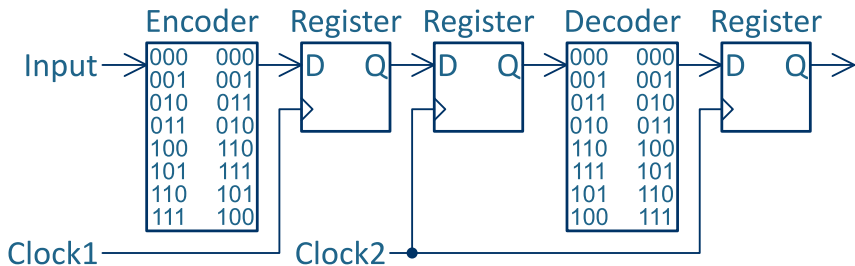 Encoder Register Register Decoder Register
Input
000 000
001 001
010 011
011 010
100 110
101 111
110 101
111 100
D Q
D Q
000 000
001 001
011 010
010 011
110 100
111 101
101 110
100 111
D Q
Clock1
Clock2